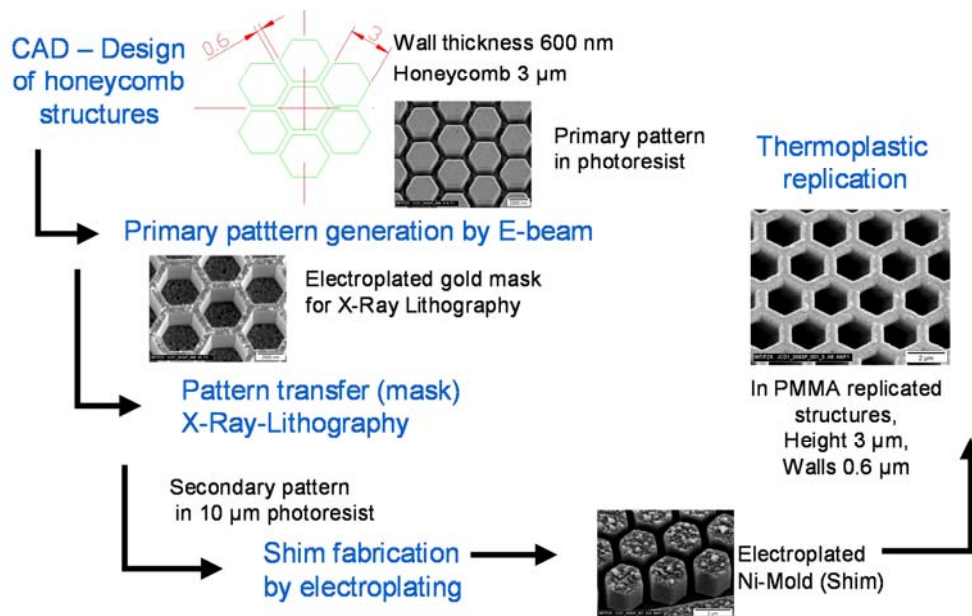 CAD – Design
of honeycomb
structures
0.6
3
Wall thickness 600 nm
Honeycomb 3 µm
Primary pattern
in photoresist
Primary patttern generation by E-beam
Electroplated gold mask
for X-Ray Lithography
Pattern transfer (mask)
X-Ray-Lithography
Secondary pattern
in 10 µm photoresist
Shim fabrication
by electroplating
Electroplated
Ni-Mold (Shim)
Thermoplastic
replication
2 µm
In PMMA replicated
structures,
Height 3 µm,
Walls 0.6 µm